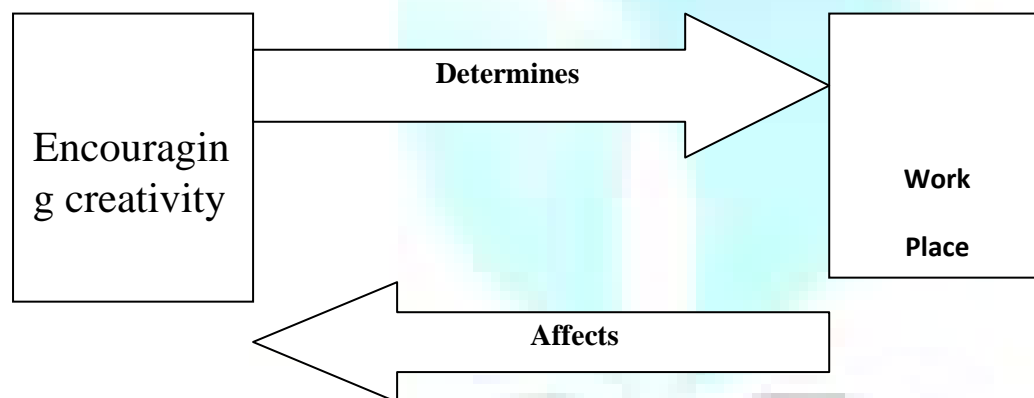 Determines
Encouragin
g creativity
Work
Place
Affects